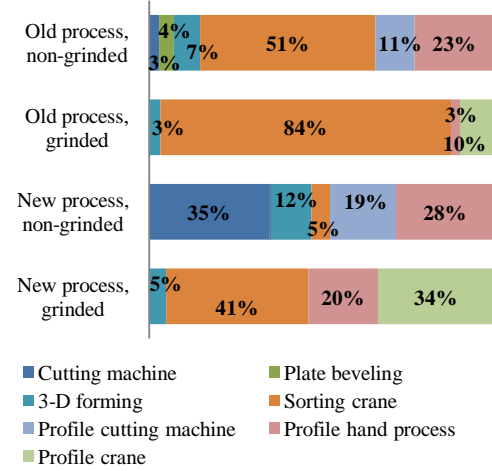 Old process,
non-grinded
3% 4% 7% 51% 11% 23%
Old process,
grinded
3% 84% 3% 10%
New process,
non-grinded
35% 12% 5% 19% 28%
New process,
grinded
5% 41% 20% 34%
Cutting machine
Plate beveling
3-D forming
Sorting crane
Profile cutting machine
Profile hand process
Profile crane